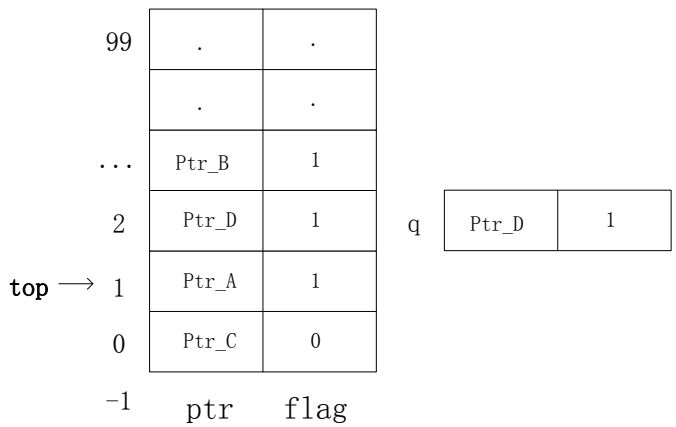 99 . .
. .
... Ptr_B 1
2 Ptr_D 1 q Ptr_D 1
top → 1 Ptr_A 1
0 Ptr_C 0
-1 ptr flag